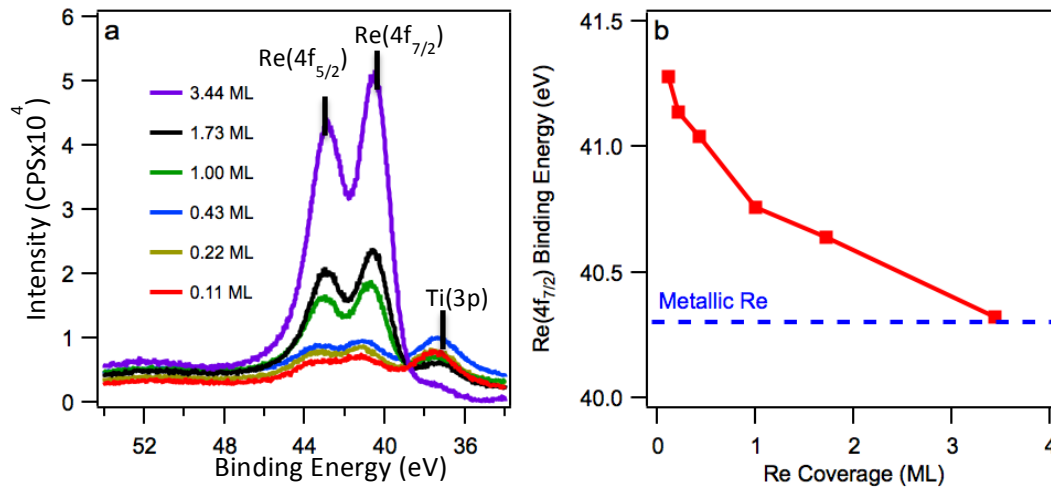 a
Re(4f5/2)
Re(4f7/2)
3.44 ML
1.73 ML
1.00 ML
0.43 ML
0.22 ML
0.11 ML
Ti(3p)
Intensity (CPSx10^4)
6
5
4
3
2
1
0
52
48
44
40
36
Binding Energy (eV)
b
Re(4f7/2) Binding Energy (eV)
41.5
41.0
40.5
40.0
Metallic Re
0
1
2
3
4
Re Coverage (ML)